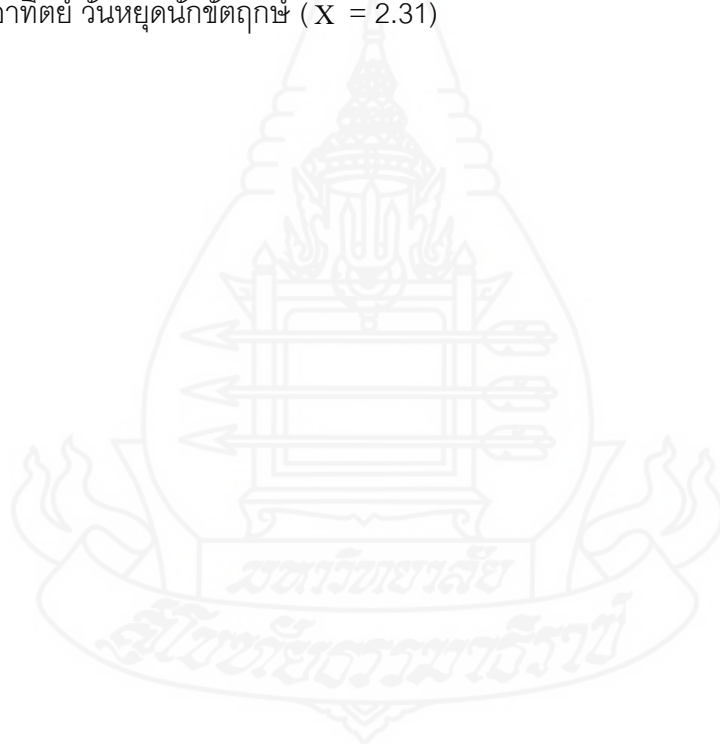 อาทิตย์ วันหยุดนักขัตฤกษ์ ( X = 2.31)
มหาวิทยาลัย
สุโขทัยธรรมาธิราช